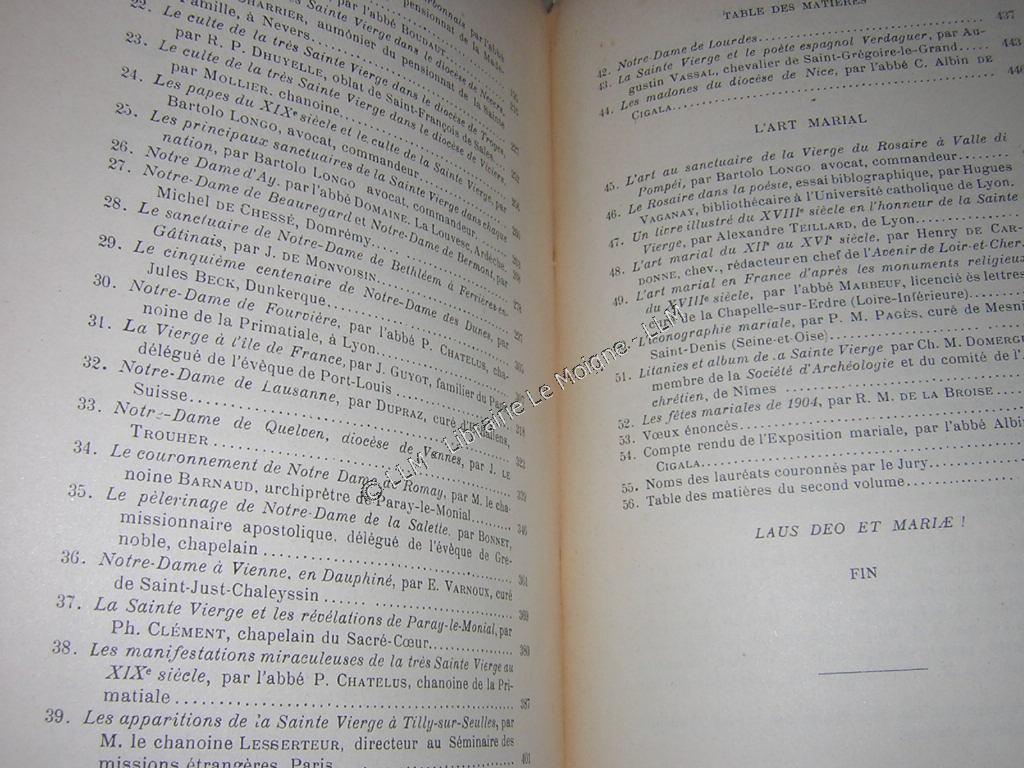 22. Le culte de la très Sainte Vierge dans le diocèse de Nevers,
par R. P. DHUYELLE, oblat de Saint-François de Sales
23. Le culte de la très Sainte Vierge dans le diocèse de Troyes,
24. culte de la très Sainte Vierge dans le diocèse de Viviers,
par MOLLIER, chanoine
25. Les papes du XIXe siècle et le culte de la Sainte Vierge, par
Bartolo LONGO, avocat, commandeur
26. Les principaux sanctuaires de la Sainte Vierge dans chaque
nation, par Bartolo LONGO avocat, commandeur
27. Notre Dame d'Ay, par l'abbé DOMAINE, La Louvesc, Ardèche
Notre-Dame de Beauregard et Notre-Dame de Bermont, par
Michel DE CHESSÉ, Domrémy
28. Le sanctuaire de Notre-Dame de Bethléem à Ferrières-en-
Gâtinais, par J. DE MONVOISIN
29. Le cinquième centenaire de Notre-Dame des Dunes, par
Jules BECK, Dunkerque
30. Notre-Dame de Fourvière, par l'abbé P. CHATELUS, cha-
noine de la Primatiale, à Lyon
31. La Vierge à l'île de France, par J. GUYOT, familier du Pape,
délégué de l'évêque de Port-Louis
32. Notre-Dame de Lausanne, par DUPRAZ, curé d'Echallens,
Suisse 318
33. Notre-Dame de Quelven, diocèse de Vannes, par J. LE
TROUHER 323
34. Le couronnement de Notre Dame de Romay, par M. le cha-
noine BARNAUD, archiprêtre de Paray-le-Monial
35. Le pèlerinage de Notre-Dame de la Salette, par BONNET,
missionnaire apostolique, délégué de l'évêque de Gre-
noble, chapelain 361
36. Notre-Dame à Vienne, en Dauphiné, par E. VARNOUX, curé
de Saint-Just-Chaleyssin 369
37. La Sainte Vierge et les révélations de Paray-le-Monial, par
Ph. CLÉMENT, chapelain du Sacré-Cœur 380
38. Les manifestations miraculeuses de la très Sainte Vierge au
XIXe siècle, par l'abbé P. CHATELUS, chanoine de la Pri-
matiale 387
39. Les apparitions de la Sainte Vierge à Tilly-sur-Seulles, par
M. le chanoine LESSERTEUR, directeur au Séminaire des
missions étrangères, Paris 401
TABLE DES MATIÈRES
42. Notre-Dame de Lourdes 437
43. La Sainte Vierge et le poète espagnol Verdaguer, par Au-
gustin VASSAL, chevalier de Saint-Grégoire-le-Grand 443
44. Les madones du diocèse de Nice, par l'abbé C. Albin DE
CIGALA 446
L'ART MARIAL
45. L'art au sanctuaire de la Vierge du Rosaire à Valle di
Pompéi, par Bartolo LONGO avocat, commandeur
46. Le Rosaire dans la poésie, essai bibliographique, par Hugues
VAGANAY, bibliothécaire à l'Université catholique de Lyon.
47. Un livre illustré du XVIIIe siècle en l'honneur de la Sainte
Vierge, par Alexandre TEILLARD, de Lyon
48. L'art marial du XIIe au XVIe siècle, par Henry DE CAR-
DONNE, chev., rédacteur en chef de l'Avenir de Loir-et-Cher.
49. L'art marial en France d'après les monuments religieux
du XVIIIe siècle, par l'abbé MARBEUF, licencié ès lettres
de la Chapelle-sur-Erdre (Loire-Inférieure)
L'iconographie mariale, par P. M. PAGÈS, curé de Mesni
Saint-Denis (Seine-et-Oise)
51. Litanies et album de la Sainte Vierge par Ch. M. DOMERG
membre de la Société d'Archéologie et du comité de l'A
chrétien, de Nîmes
52. Les fêtes mariales de 1904, par R. M. DE LA BROISE
53. Vœux énoncés
54. Compte rendu de l'Exposition mariale, par l'abbé Albin
CIGALA
55. Noms des lauréats couronnés par le Jury
56. Table des matières du second volume
LAUS DEO ET MARIÆ !
FIN
© LLM - Librairie Le Moigne - LLM